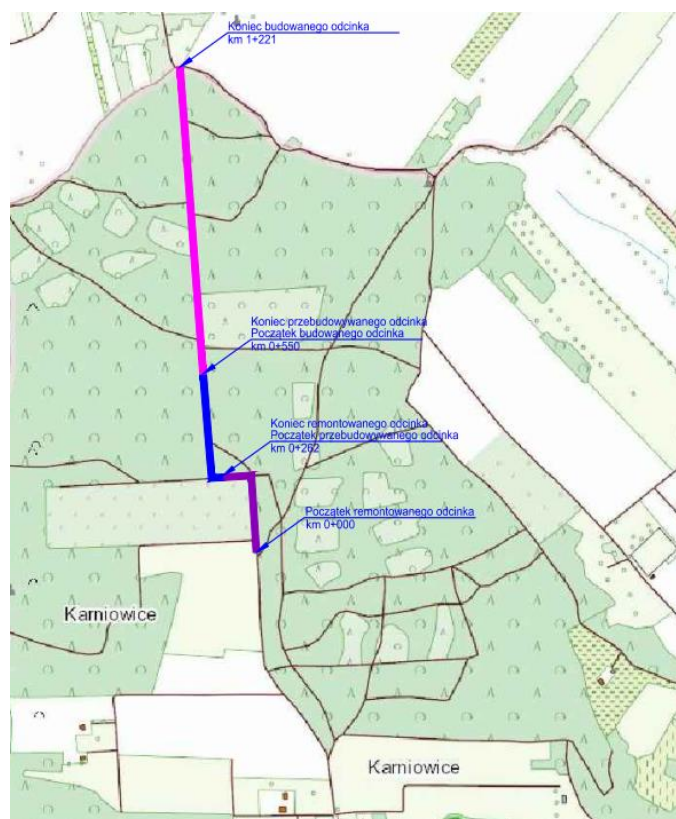 Koniec budowanego odcinka
km 1+221
Koniec przebudowywanego odcinka
Początek budowanego odcinka
km 0+550
Koniec remontowanego odcinka
Początek przebudowywanego odcinka
km 0+262
Początek remontowanego odcinka
km 0+000
Karniowice
Karniowice